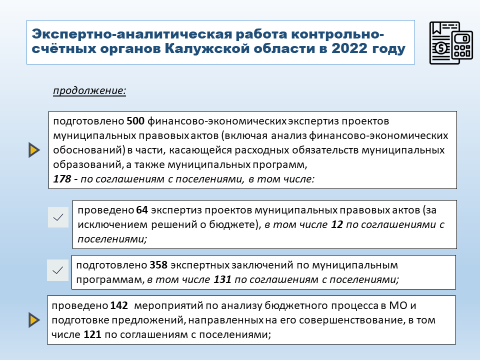 Экспертно-аналитическая работа контрольно-
счётных органов Калужской области в 2022 году
продолжение:
подготовлено 500 финансово-экономических экспертиз проектов
муниципальных правовых актов (включая анализ финансово-экономических
обоснований) в части, касающейся расходных обязательств муниципальных
образований, а также муниципальных программ,
178 - по соглашениям с поселениями, в том числе:
проведено 64 экспертиз проектов муниципальных правовых актов (за
исключением решений о бюджете), в том числе 12 по соглашениям с
поселениями;
подготовлено 358 экспертных заключений по муниципальным
программам, в том числе 131 по соглашениям с поселениями;
проведено 142 мероприятий по анализу бюджетного процесса в МО и
подготовке предложений, направленных на его совершенствование, в том
числе 121 по соглашениям с поселениями;